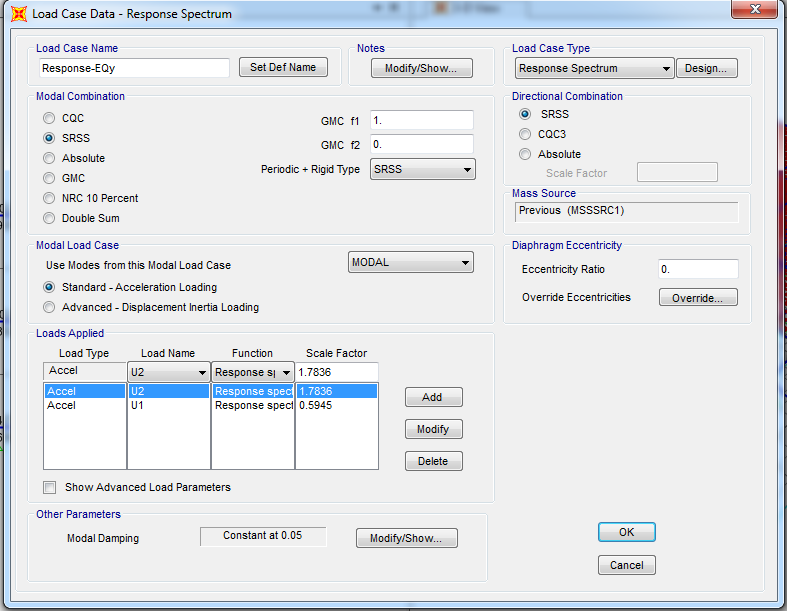 Load Case Data - Response Spectrum
Load Case Name
Response-EQy
Set Def Name
Notes
Modify/Show...
Load Case Type
Response Spectrum
Design...
Modal Combination
CQC
SRSS
Absolute
GMC
NRC 10 Percent
Double Sum
GMC f1
1.
GMC f2
0.
Periodic + Rigid Type
SRSS
Directional Combination
SRSS
CQC3
Absolute
Scale Factor
Mass Source
Previous (MSSSRC1)
Modal Load Case
Use Modes from this Modal Load Case
MODAL
Standard - Acceleration Loading
Advanced - Displacement Inertia Loading
Diaphragm Eccentricity
Eccentricity Ratio
0.
Override Eccentricities
Override...
Loads Applied
Load Type Load Name Function Scale Factor
Accel U2 Response sp 1.7836
Accel U2 Response spect 1.7836
Accel U1 Response spect 0.5945
Add
Modify
Delete
Show Advanced Load Parameters
Other Parameters
Modal Damping
Constant at 0.05
Modify/Show...
OK
Cancel